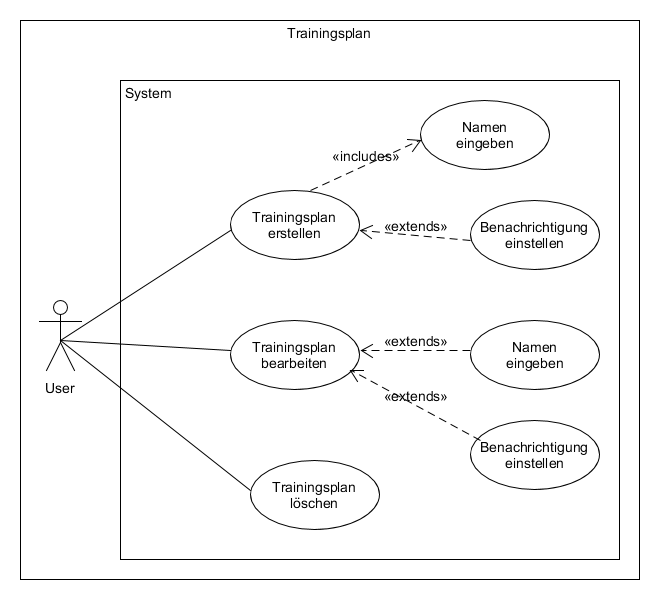 Trainingsplan
System
Namen
eingeben
«includes»
Trainingsplan
erstellen
«extends»
Benachrichtigung
einstellen
Trainingsplan
bearbeiten
«extends»
Namen
eingeben
«extends»
Benachrichtigung
einstellen
User
Trainingsplan
löschen